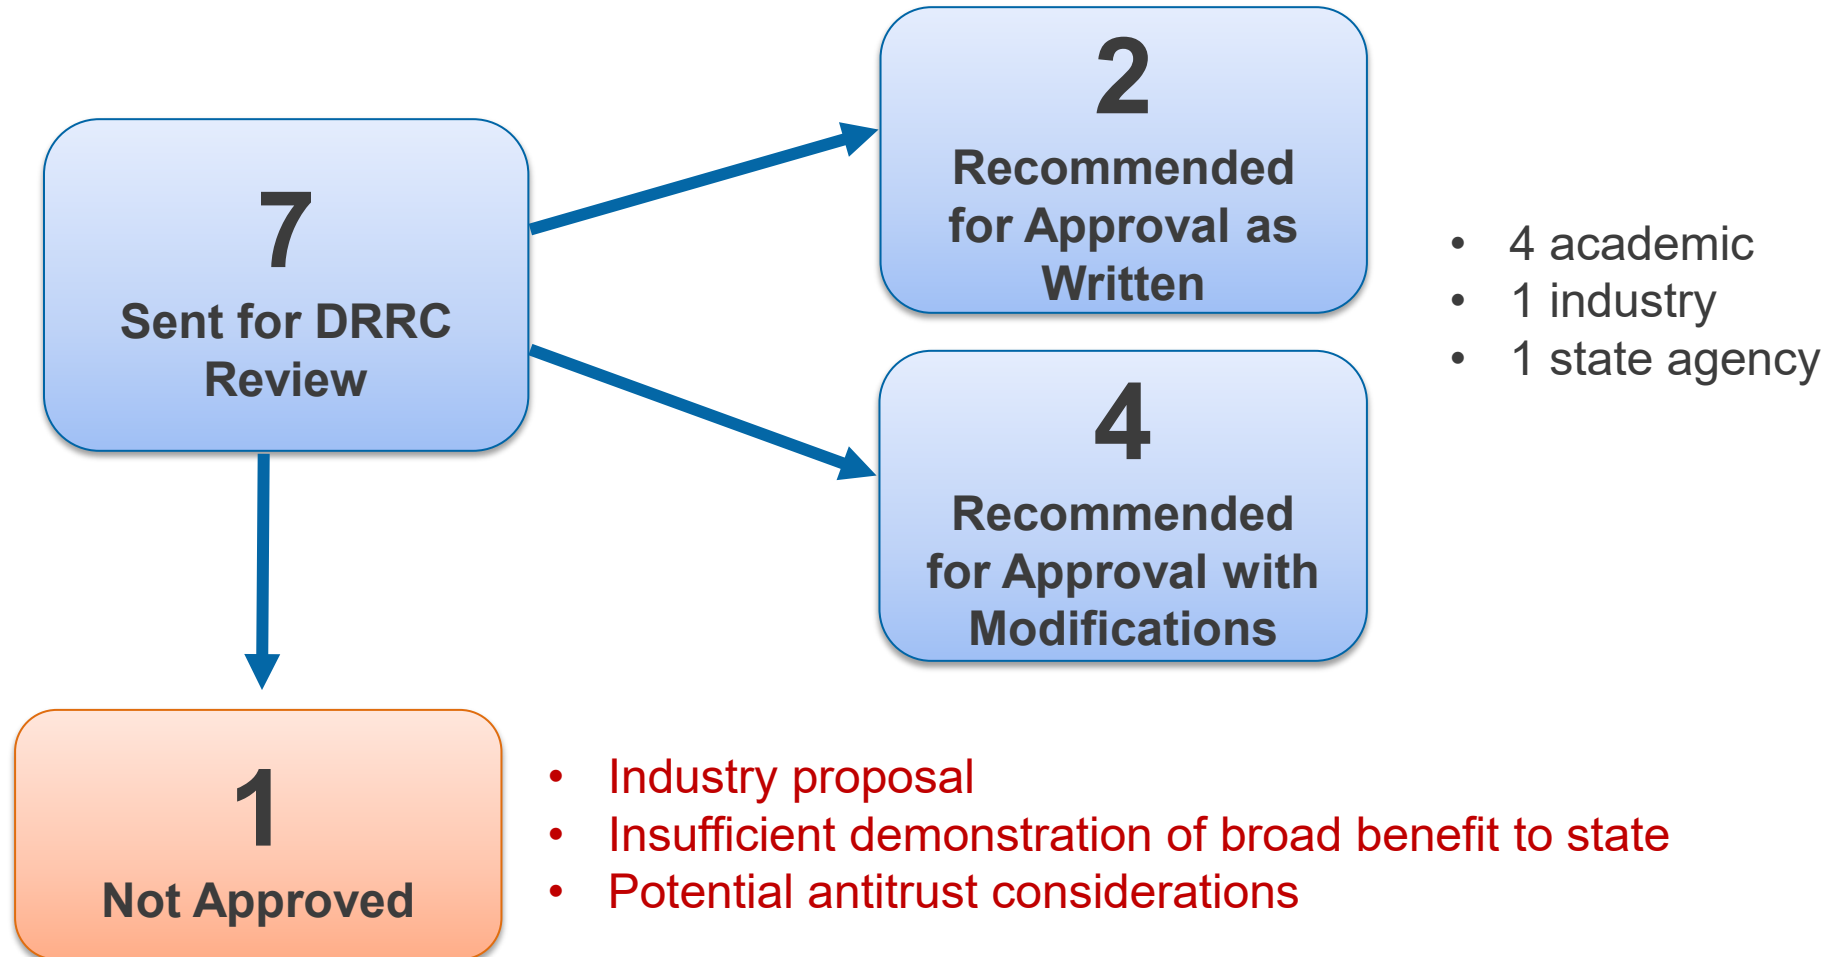 7
Sent for DRRC
Review
2
Recommended
for Approval as
Written
4
Recommended
for Approval with
Modifications
• 4 academic
• 1 industry
• 1 state agency
1
Not Approved
• Industry proposal
• Insufficient demonstration of broad benefit to state
• Potential antitrust considerations